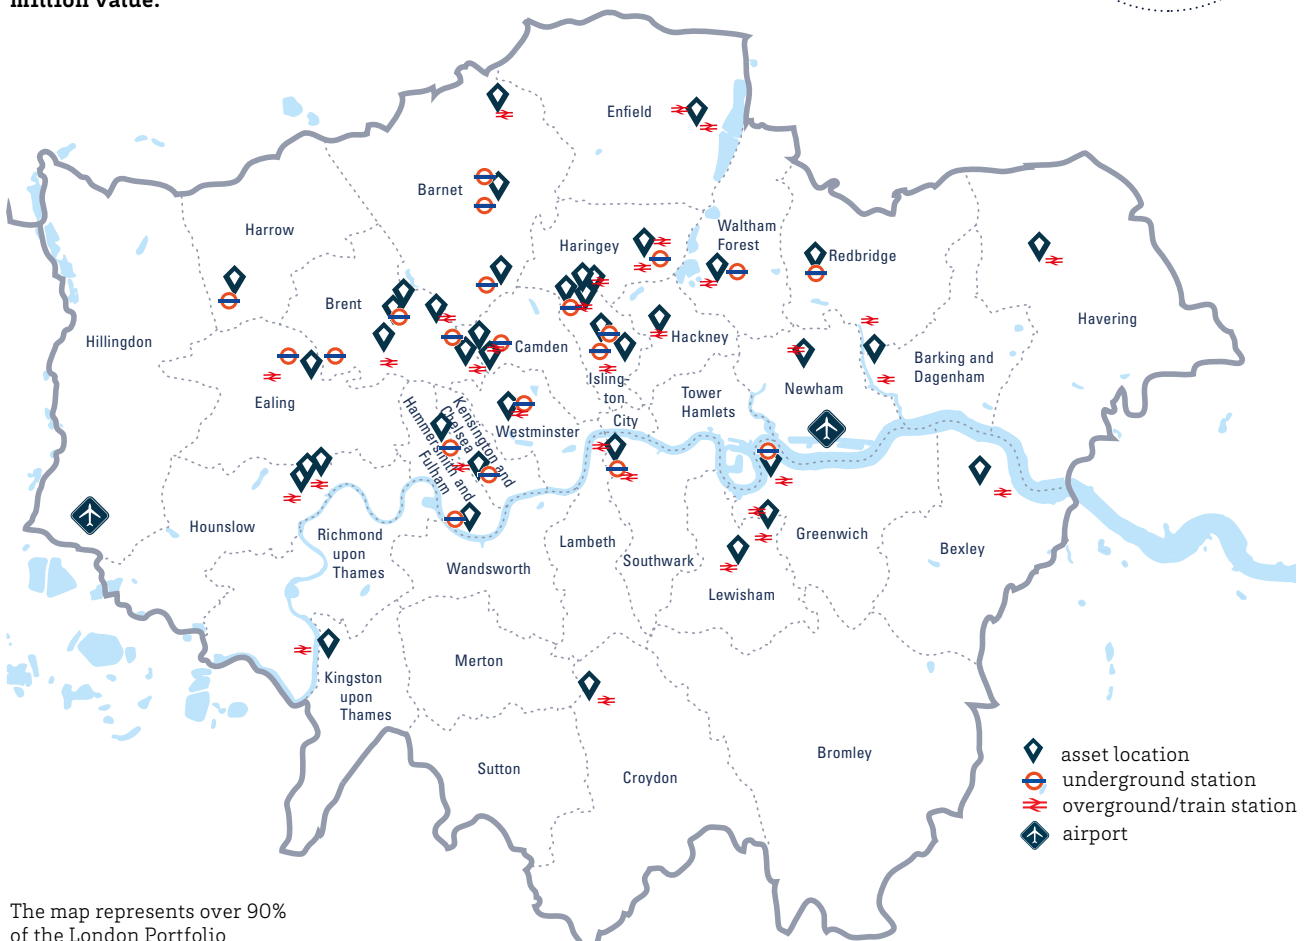 million value.
Enfield
Barnet
Harrow
Haringey
Waltham
Forest
Redbridge
Brent
Havering
Hillingdon
Hackney
Camden
Barking and
Dagenham
Isling-
ton
Newham
Ealing
Tower
Hamlets
City
Westminster
Kensington and
Chelsea
Hammersmith and
Fulham
Hounslow
Richmond
upon
Thames
Lambeth
Southwark
Greenwich
Bexley
Wandsworth
Lewisham
Merton
Kingston
upon
Thames
Sutton
Croydon
Bromley
asset location
underground station
overground/train station
airport
The map represents over 90%
of the London Portfolio